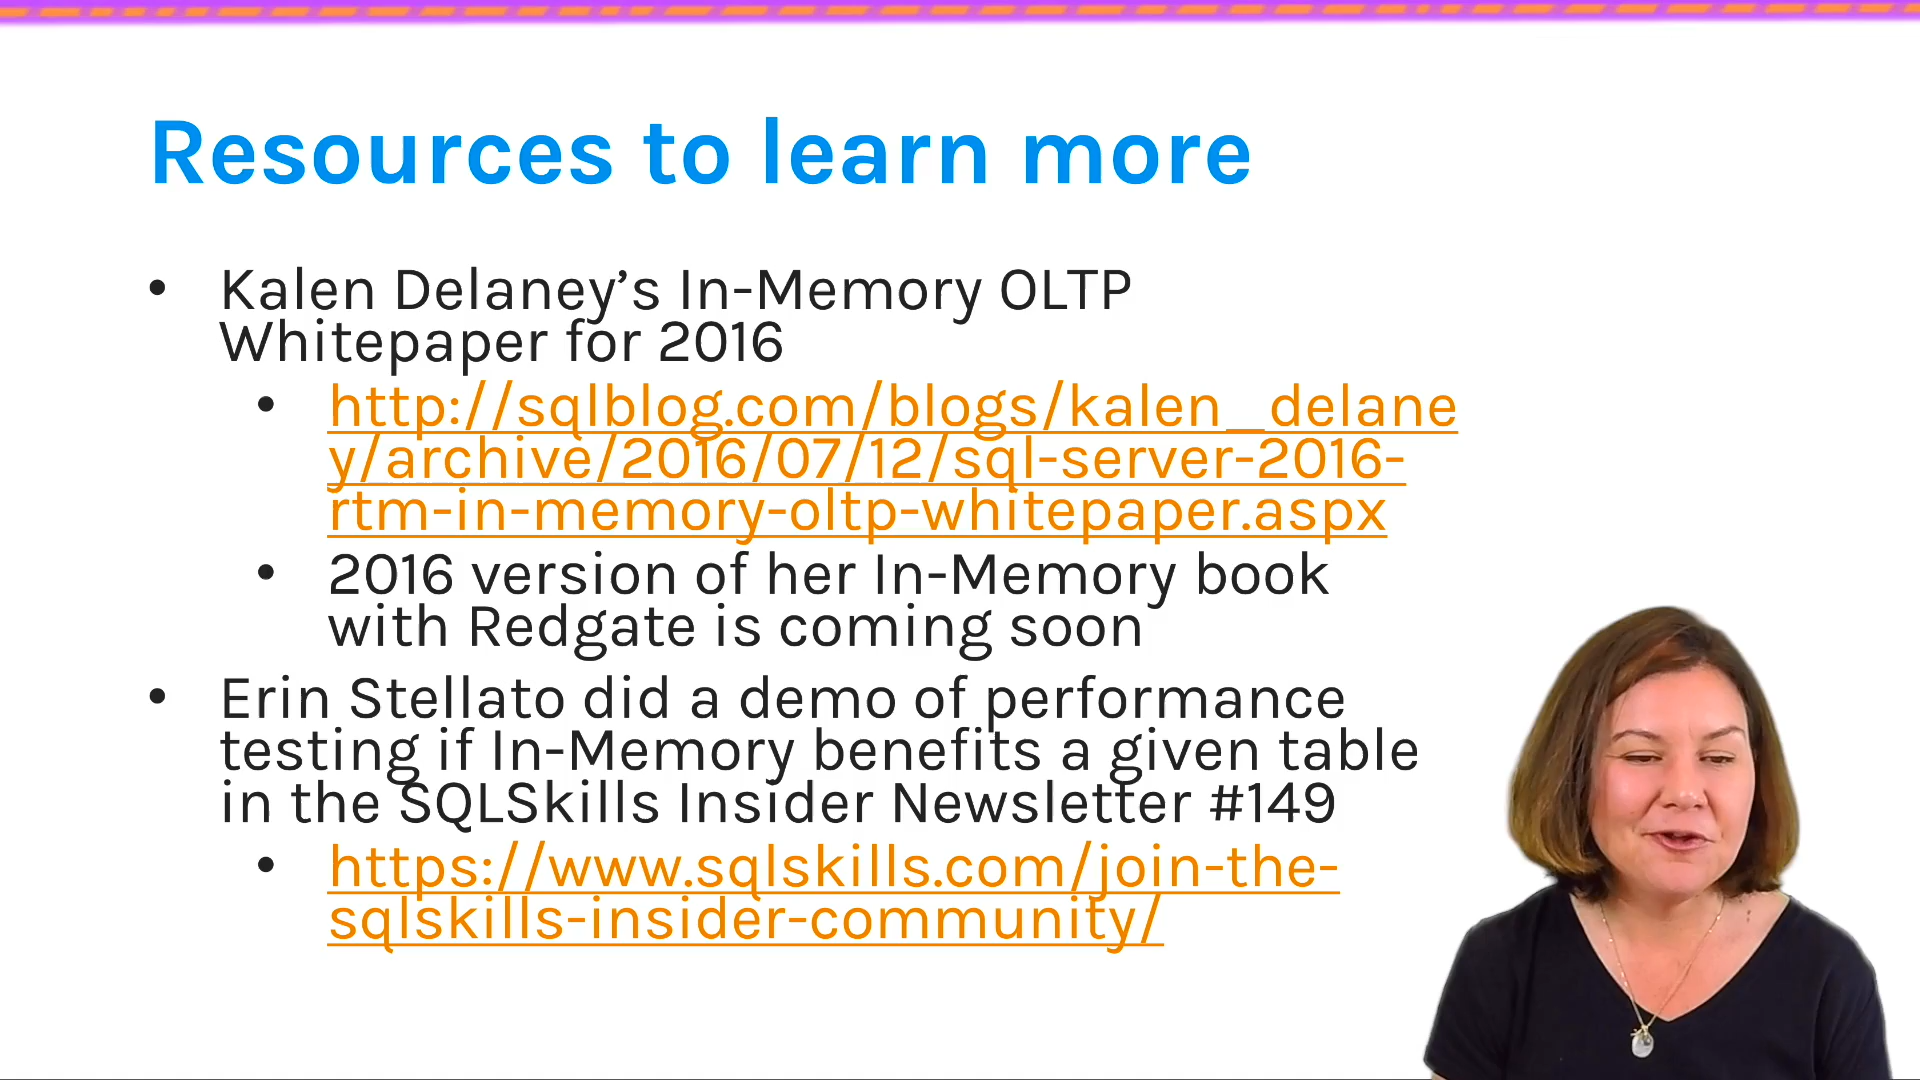 Resources to learn more
• Kalen Delaney’s In-Memory OLTP
Whitepaper for 2016
• http://sqlblog.com/blogs/kalen_delane
y/archive/2016/07/12/sql-server-2016-
rtm-in-memory-oltp-whitepaper.aspx
• 2016 version of her In-Memory book
with Redgate is coming soon
• Erin Stellato did a demo of performance
testing if In-Memory benefits a given table
in the SQLSkills Insider Newsletter #149
• https://www.sqlskills.com/join-the-
sqlskills-insider-community/